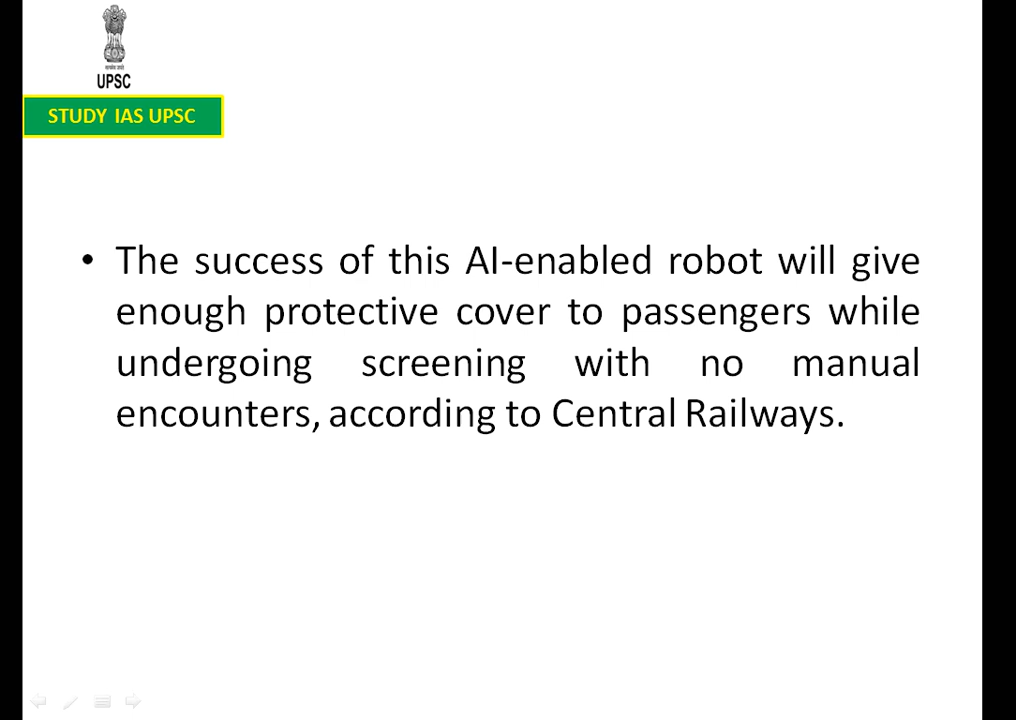 UPSC
STUDY IAS UPSC
• The success of this AI-enabled robot will give
enough protective cover to passengers while
undergoing screening with no manual
encounters, according to Central Railways.